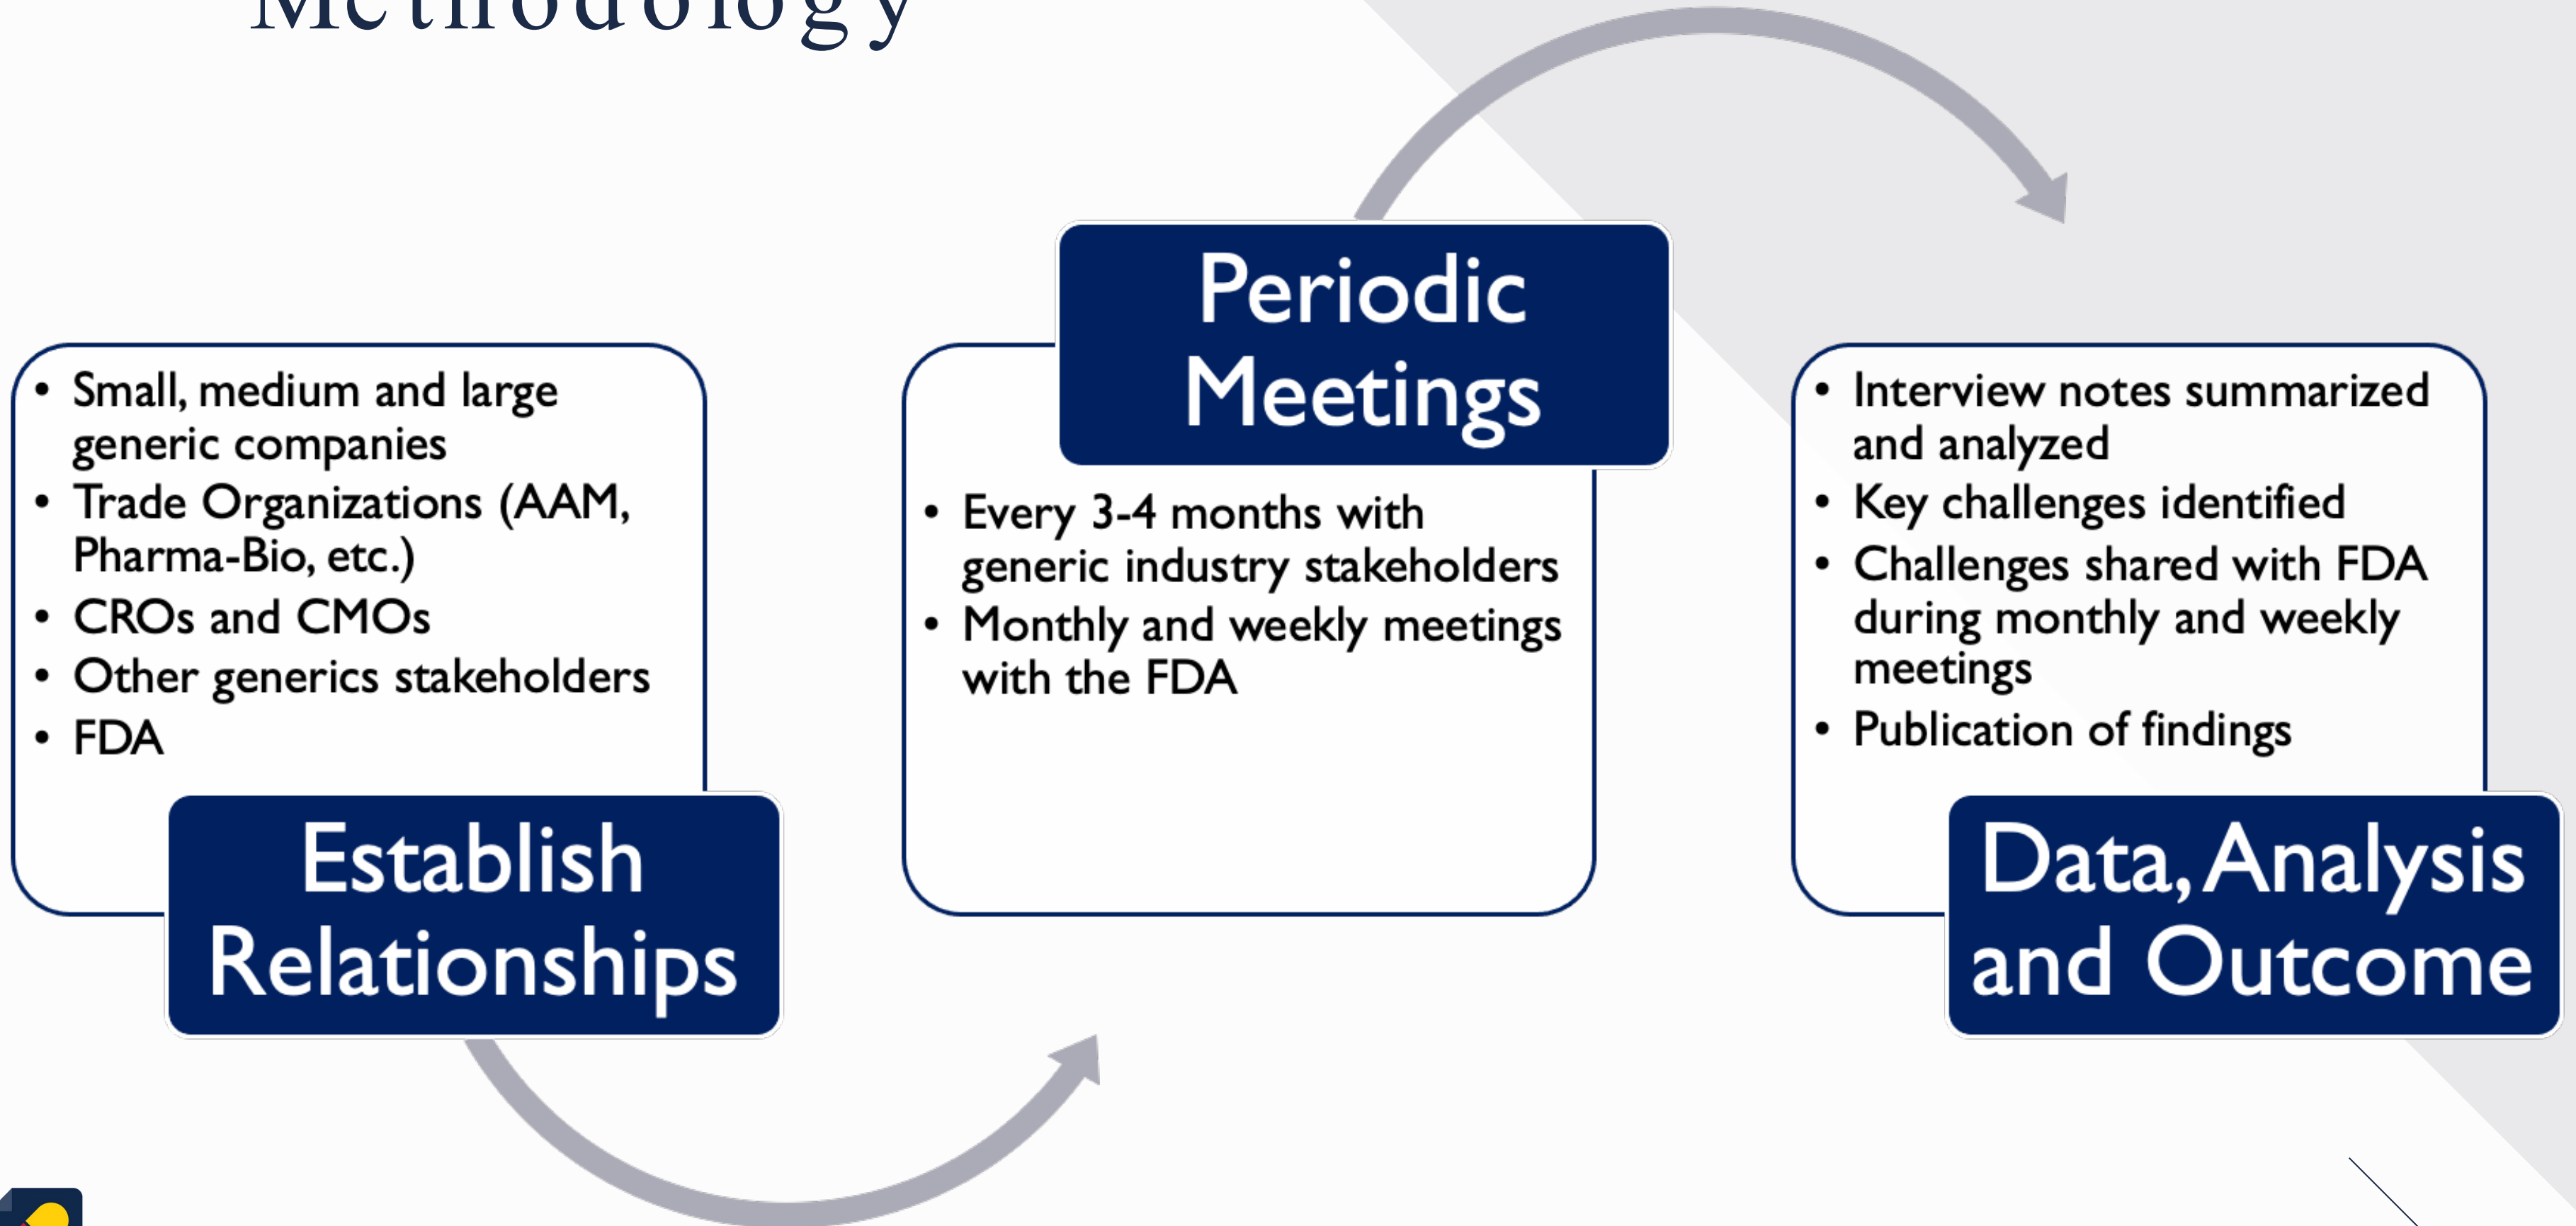 Methodology
• Small, medium and large
generic companies
• Trade Organizations (AAM,
Pharma-Bio, etc.)
• CROs and CMOs
• Other generics stakeholders
• FDA
Establish
Relationships
Periodic
Meetings
• Every 3-4 months with
generic industry stakeholders
• Monthly and weekly meetings
with the FDA
• Interview notes summarized
and analyzed
• Key challenges identified
• Challenges shared with FDA
during monthly and weekly
meetings
• Publication of findings
Data, Analysis
and Outcome